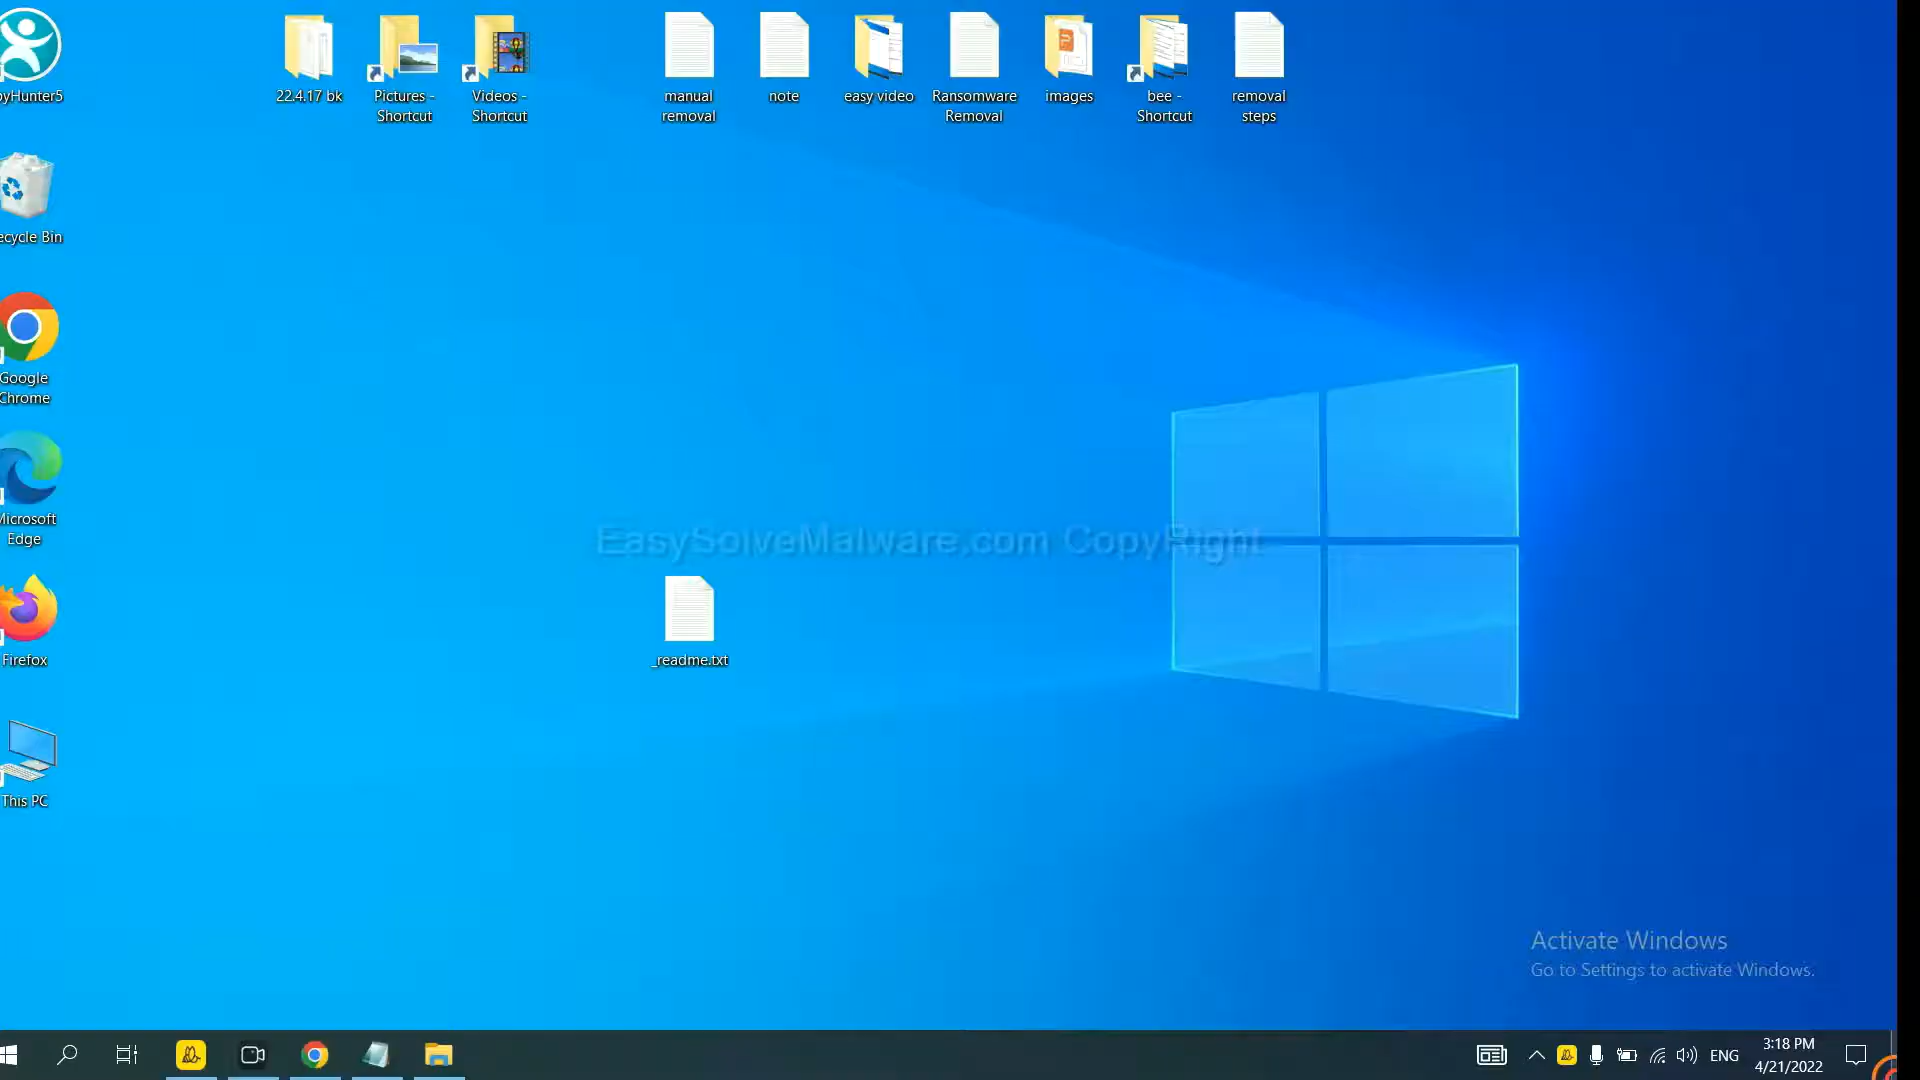 pyHunter5
22.4.17 bk
Pictures -
Shortcut
Videos -
Shortcut
manual
removal
note
easy video
Ransomware
Removal
images
bee -
Shortcut
removal
steps
ecycle Bin
Google
Chrome
Microsoft
Edge
EasySolveMalware.com CopyRight
Firefox
_readme.txt
This PC
Activate Windows
Go to Settings to activate Windows.
ENG
3:18 PM
4/21/2022